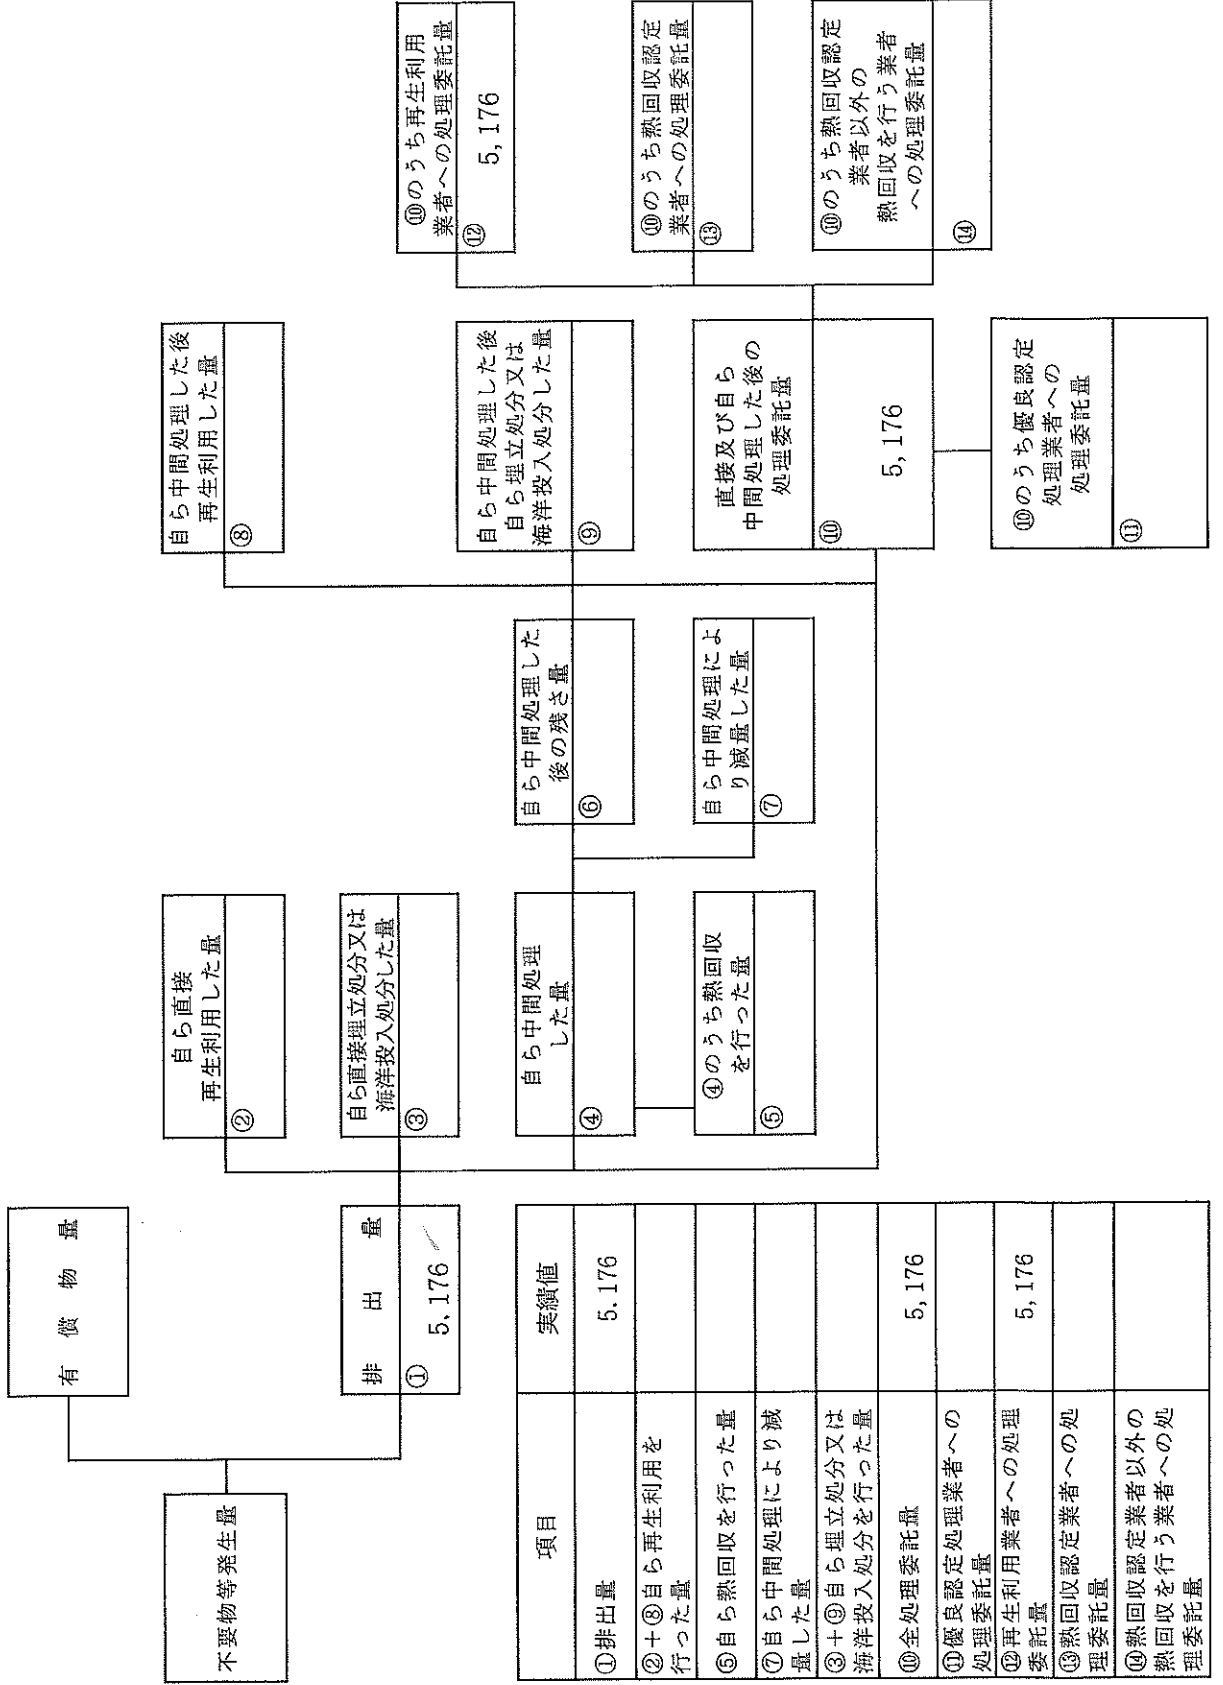 有償物量
不要物等発生量
排出量
① 5,176
自ら直接
再生利用した量
②
自ら直接埋立処分又は
海洋投入処分した量
③
自ら中間処理
した量
④
④のうち熱回収
を行った量
⑤
自ら中間処理した
後の残さ量
⑥
自ら中間処理によ
り減量した量
⑦
自ら中間処理した後
再生利用した量
⑧
自ら中間処理した後
自ら埋立処分又は
海洋投入処分した量
⑨
直接及び自ら
中間処理した後の
処理委託量
⑩
5,176
⑩のうち優良認定
処理業者への
処理委託量
⑪
⑩のうち再生利用
業者への処理委託量
⑫
5,176
⑩のうち熱回収認定
業者への処理委託量
⑬
⑩のうち熱回収認定
業者以外の
熱回収を行う業者
への処理委託量
⑭
項目 実績値
①排出量 5.176
②+⑧自ら再生利用を
行った量
⑤自ら熱回収を行った量
⑦自ら中間処理により減
量した量
③+⑨自ら埋立処分又は
海洋投入処分を行った量
⑩全処理委託量 5,176
⑪優良認定処理業者への
処理委託量
⑫再生利用業者への処理
委託量 5,176
⑬熱回収認定業者への処
理委託量
⑭熱回収認定業者以外の
熱回収を行う業者への処
理委託量